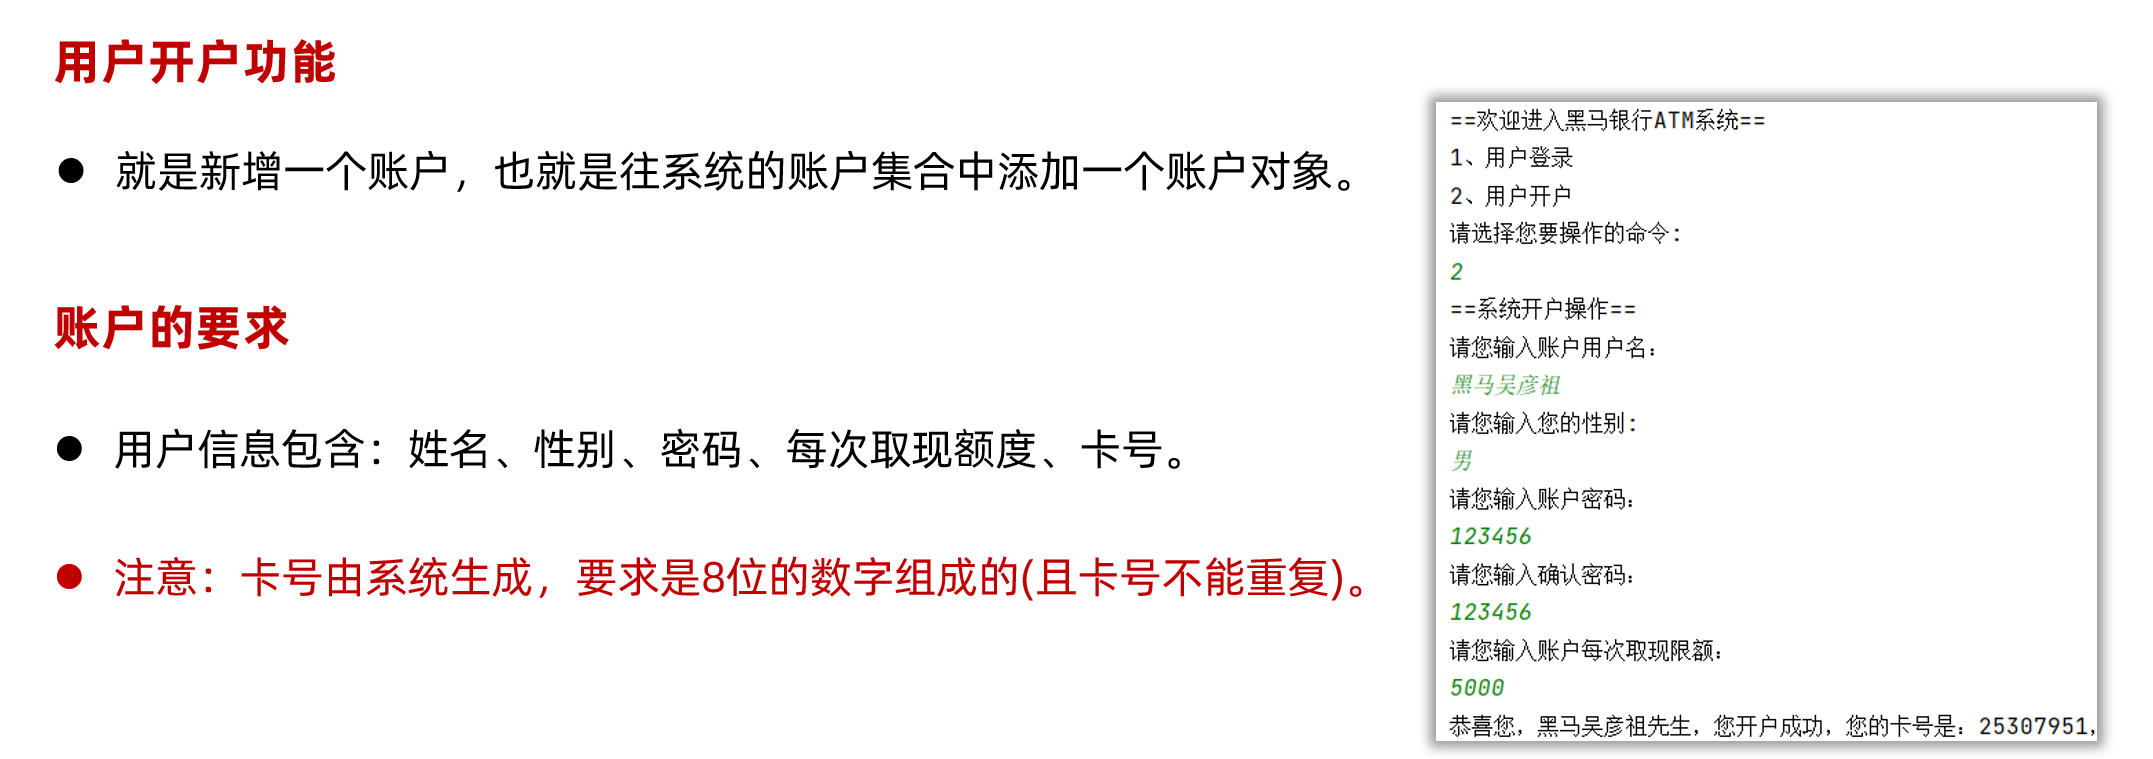 用户开户功能
就是新增一个账户，也就是往系统的账户集合中添加一个账户对象。
账户的要求
用户信息包含：姓名、性别、密码、每次取现额度、卡号。
注意：卡号由系统生成，要求是8位的数字组成的(且卡号不能重复)。
==欢迎进入黑马银行ATM系统==
1、用户登录
2、用户开户
请选择您要操作的命令：
2
==系统开户操作==
请您输入账户用户名：
黑马吴彦祖
请您输入您的性别：
男
请您输入账户密码：
123456
请您输入确认密码：
123456
请您输入账户每次取现限额：
5000
恭喜您，黑马吴彦祖先生，您开户成功，您的卡号是：25307951，